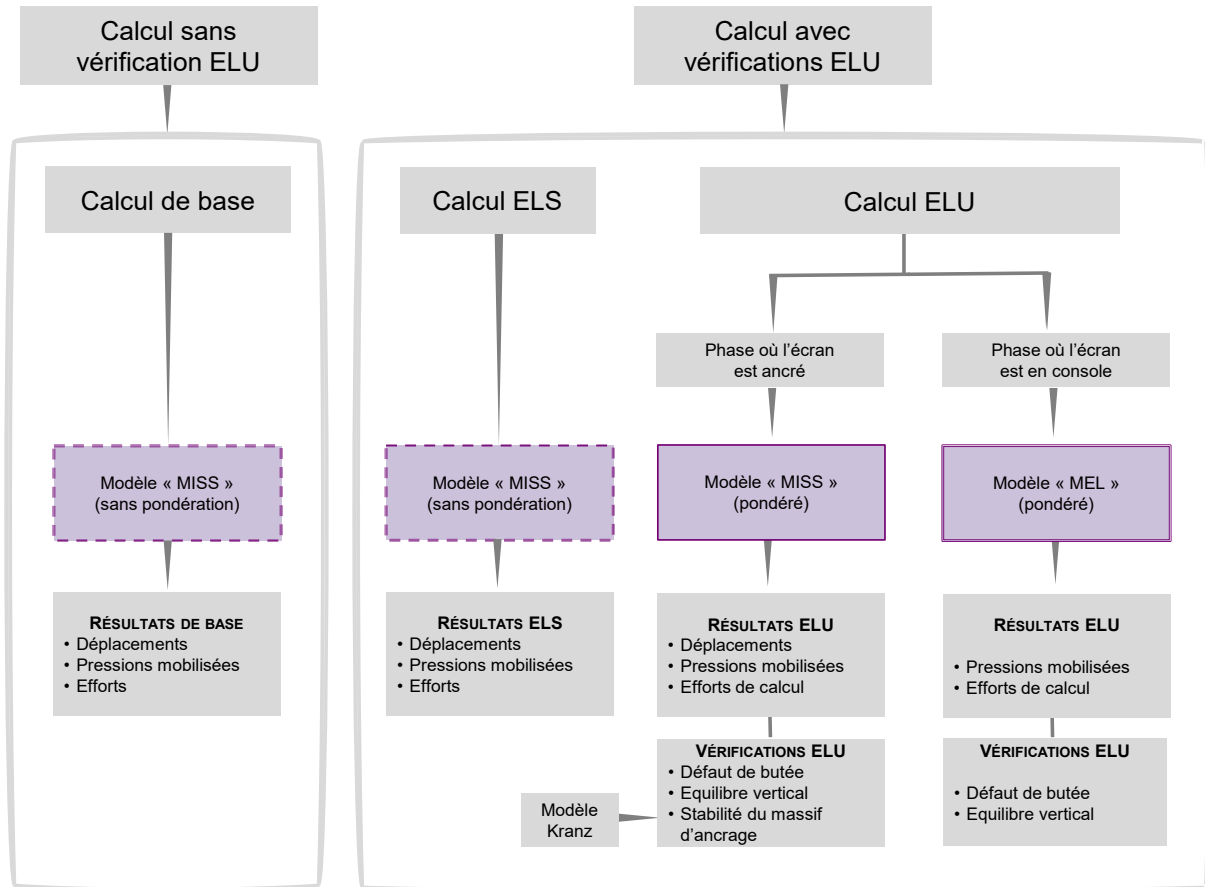 Calcul sans
vérification ELU
Calcul avec
vérifications ELU
Calcul de base
Calcul ELS
Calcul ELU
Phase où l’écran
est ancré
Phase où l’écran
est en console
Modèle « MISS »
(sans pondération)
Modèle « MISS »
(sans pondération)
Modèle « MISS »
(pondéré)
Modèle « MEL »
(pondéré)
RÉSULTATS DE BASE
• Déplacements
• Pressions mobilisées
• Efforts
RÉSULTATS ELS
• Déplacements
• Pressions mobilisées
• Efforts
RÉSULTATS ELU
• Déplacements
• Pressions mobilisées
• Efforts de calcul
RÉSULTATS ELU
• Pressions mobilisées
• Efforts de calcul
Modèle
Kranz
VÉRIFICATIONS ELU
• Défaut de butée
• Equilibre vertical
• Stabilité du massif
d’ancrage
VÉRIFICATIONS ELU
• Défaut de butée
• Equilibre vertical